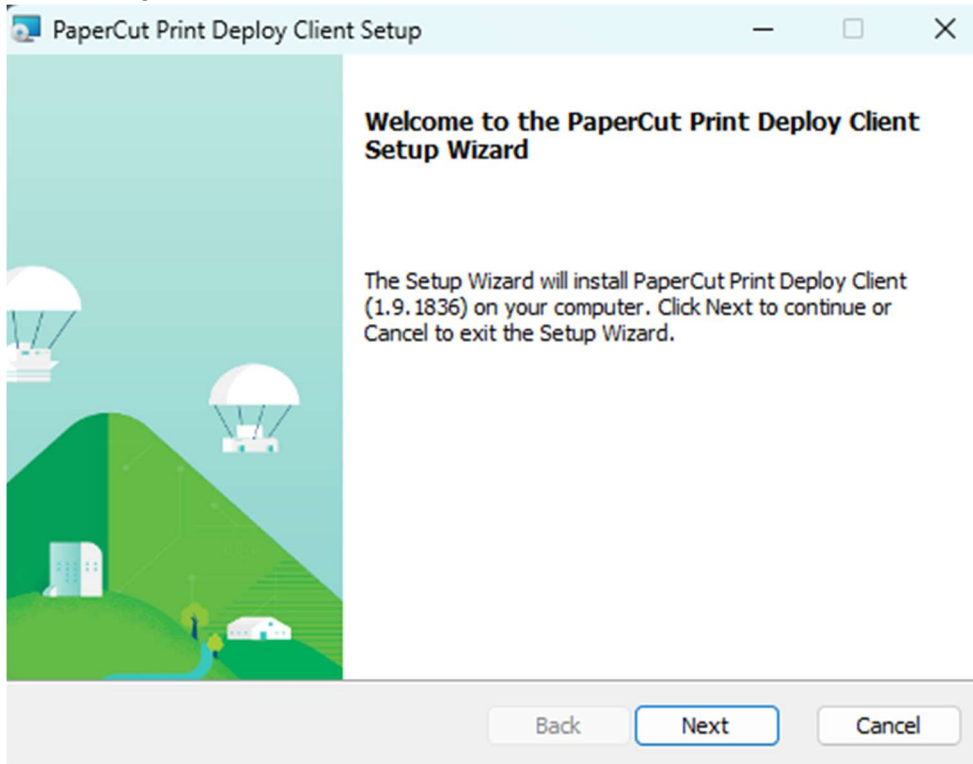 PaperCut Print Deploy Client Setup
Welcome to the PaperCut Print Deploy Client
Setup Wizard
The Setup Wizard will install PaperCut Print Deploy Client
(1.9.1836) on your computer. Click Next to continue or
Cancel to exit the Setup Wizard.
Back Next Cancel